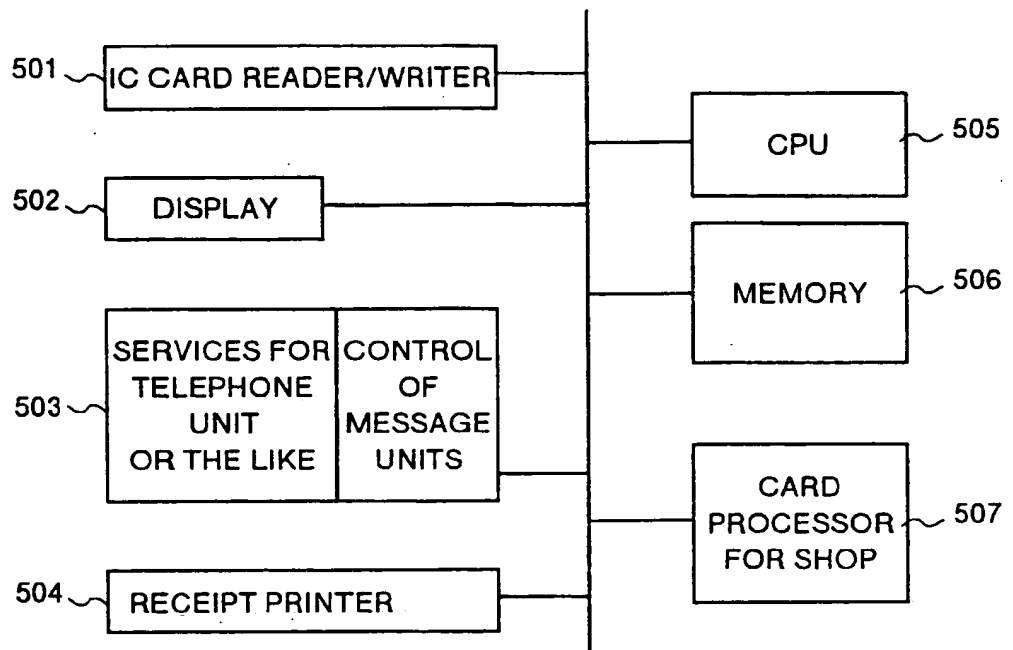 501
IC CARD READER/WRITER
502
DISPLAY
503
SERVICES FOR
TELEPHONE
UNIT
OR THE LIKE
CONTROL
OF
MESSAGE
UNITS
504
RECEIPT PRINTER
CPU
505
MEMORY
506
CARD
PROCESSOR
FOR SHOP
507